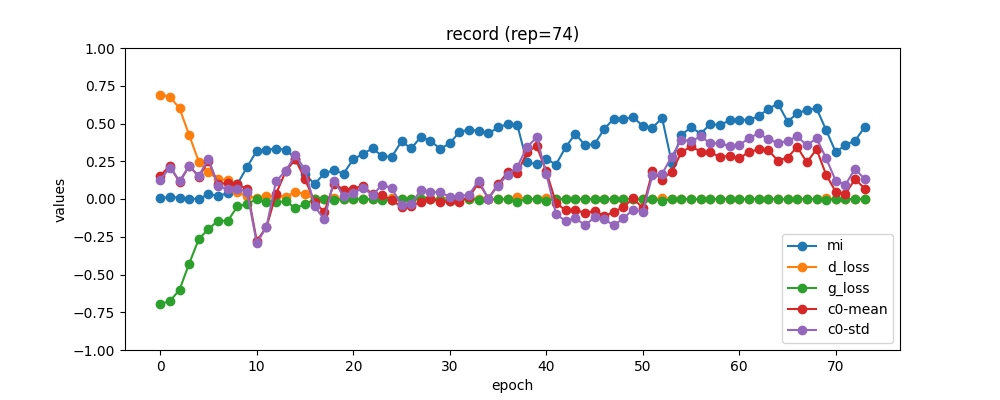 record (rep=74)
1.00
0.75
0.50
0.25
0.00
−0.25
−0.50
−0.75
−1.00
values
0 10 20 30 40 50 60 70
epoch
mi
d_loss
g_loss
c0-mean
c0-std